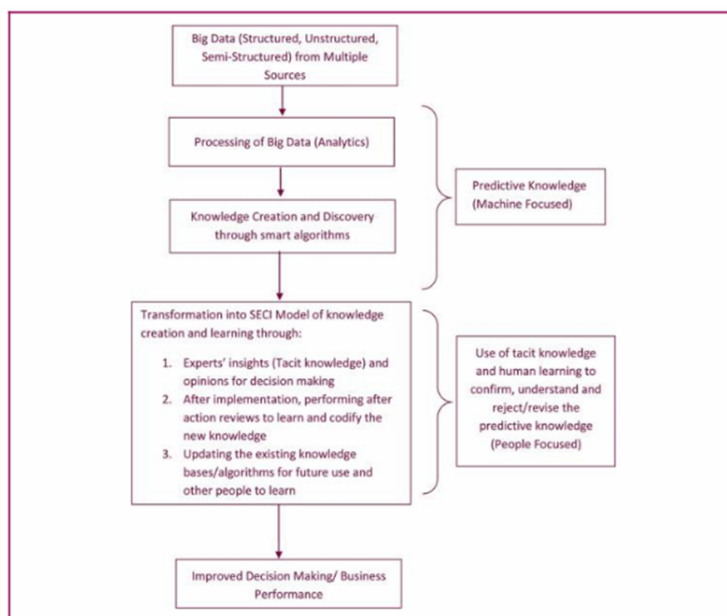 Big Data (Structured, Unstructured,
Semi-Structured) from Multiple
Sources
Processing of Big Data (Analytics)
Predictive Knowledge
(Machine Focused)
Knowledge Creation and Discovery
through smart algorithms
Transformation into SECI Model of knowledge
creation and learning through:
1. Experts' insights (Tacit knowledge) and
opinions for decision making
2. After implementation, performing after
action reviews to learn and codify the
new knowledge
3. Updating the existing knowledge
bases/algorithms for future use and
other people to learn
Use of tacit knowledge
and human learning to
confirm, understand and
reject/revise the
predictive knowledge
(People Focused)
Improved Decision Making/ Business
Performance